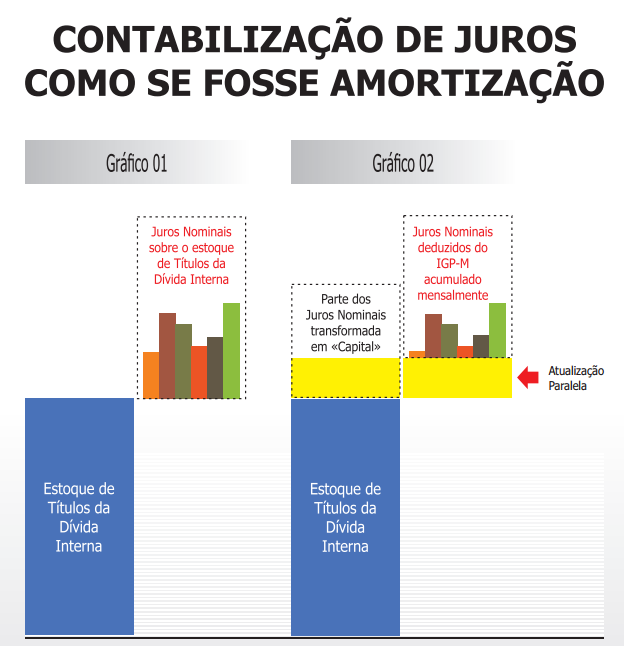 CONTABILIZAÇÃO DE JUROS
COMO SE FOSSE AMORTIZAÇÃO
Gráfico 01
Juros Nominais
sobre o estoque
de Títulos da
Dívida Interna
Estoque de
Títulos da
Dívida
Interna
Gráfico 02
Parte dos
Juros Nominais
transformada
em «Capital»
Juros Nominais
deduzidos do
IGP-M
acumulado
mensalmente
Atualização
Paralela
Estoque de
Títulos da
Dívida
Interna